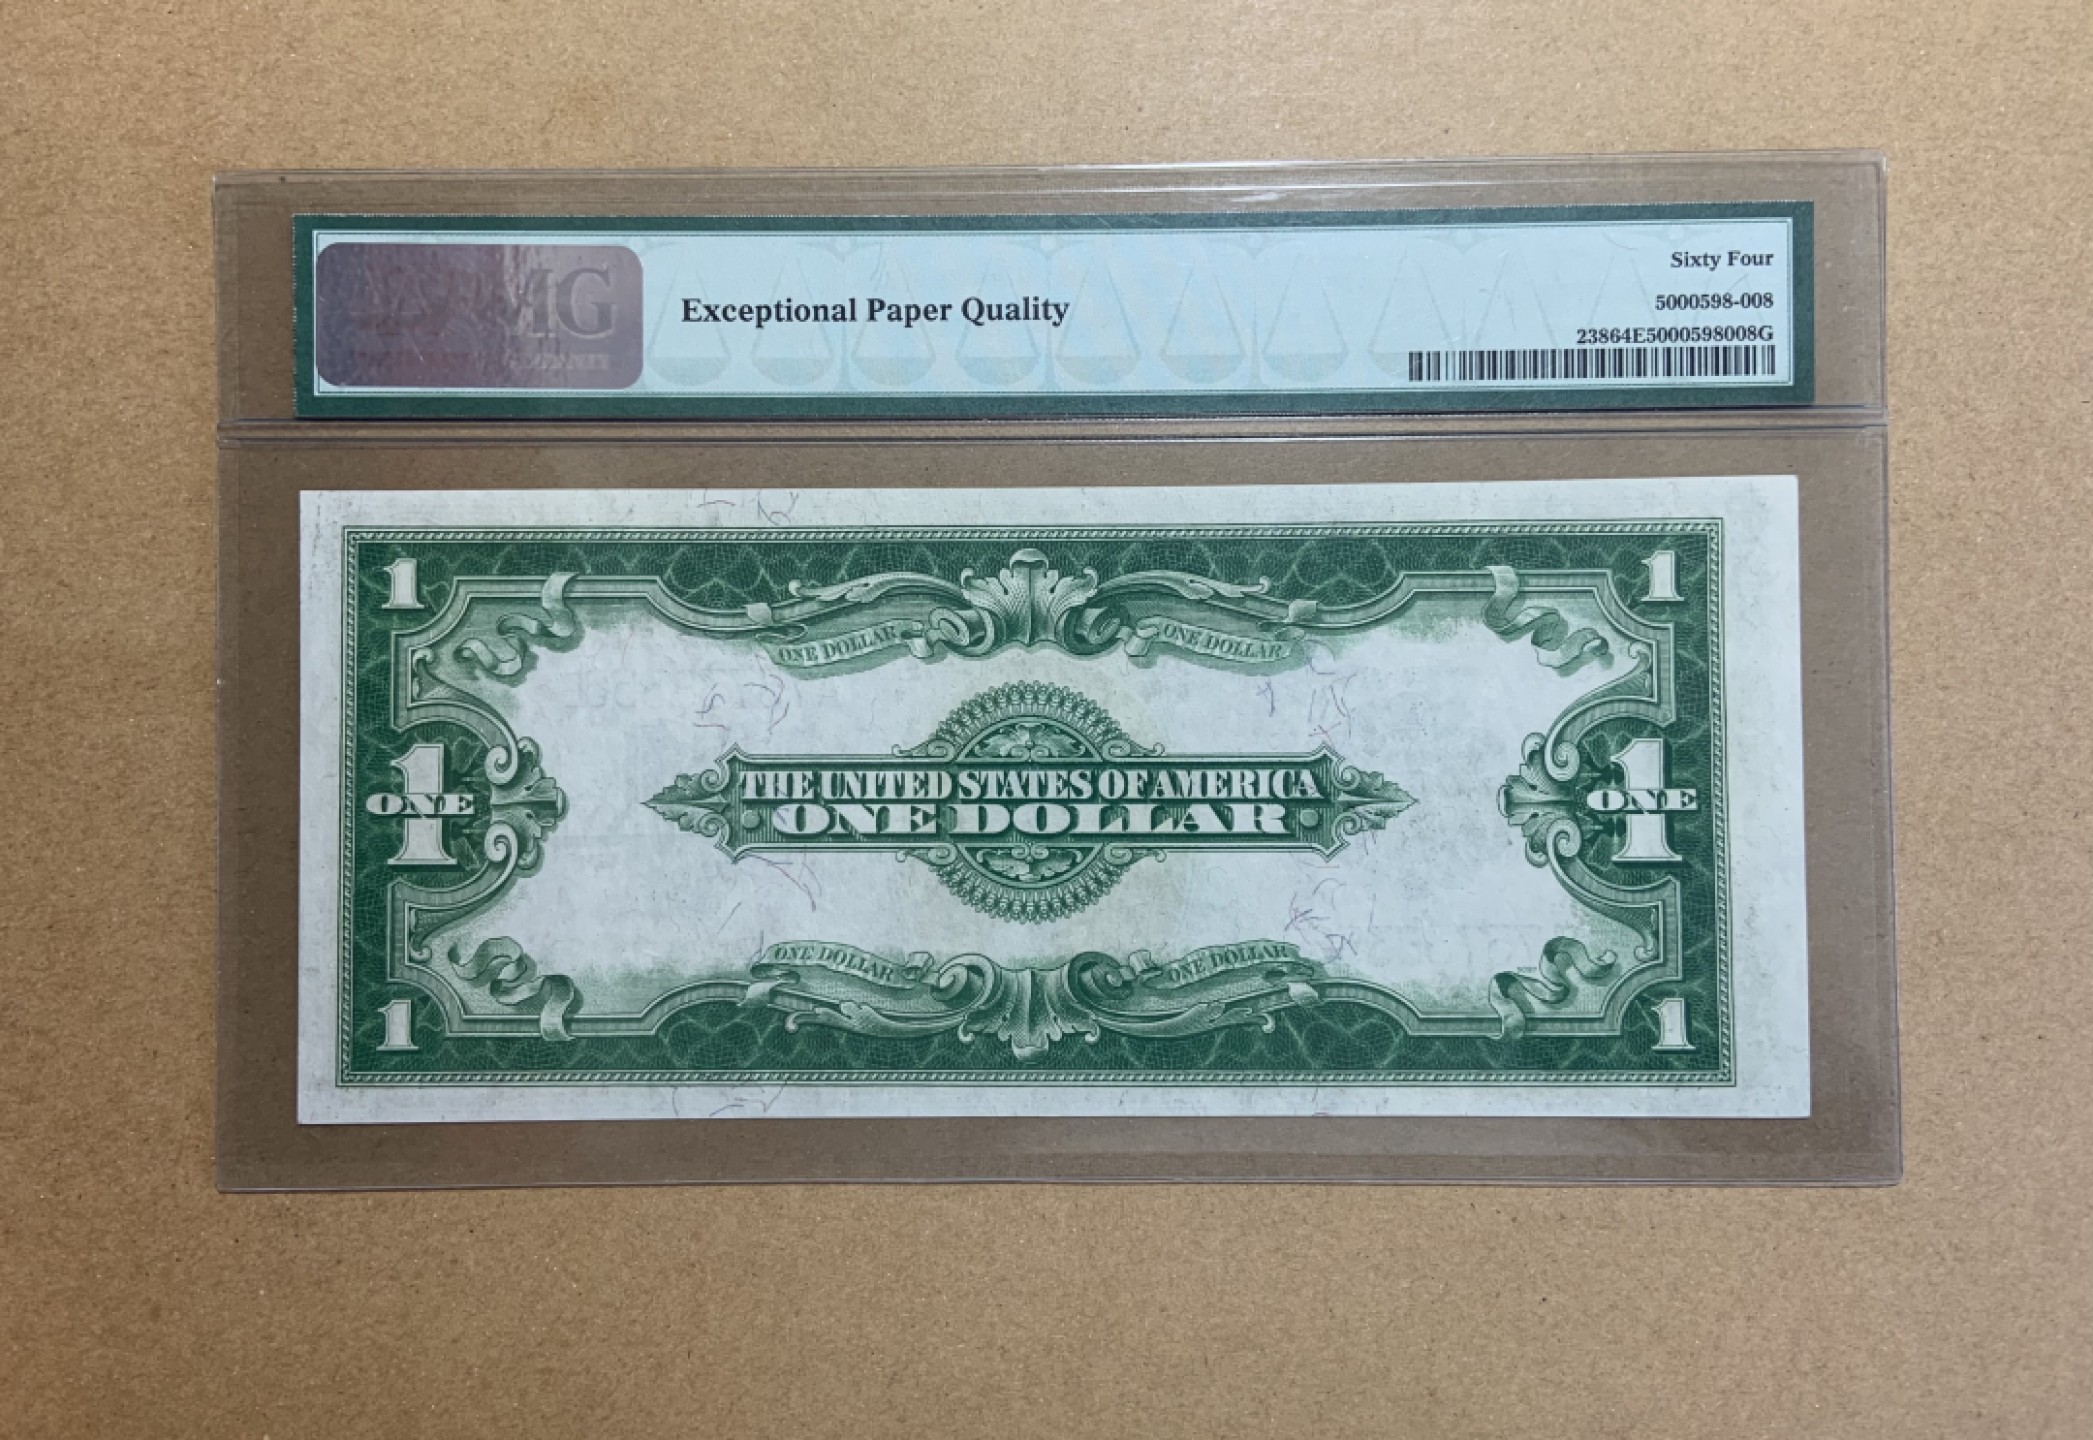 MG
Exceptional Paper Quality
Sixty Four
5000598-008
23864E5000598008G
1
1
ONE DOLLAR
ONE DOLLAR
THE UNITED STATES OF AMERICA
ONE DOLLAR
1
ONE
1
ONE
ONE DOLLAR
ONE DOLLAR
1
1